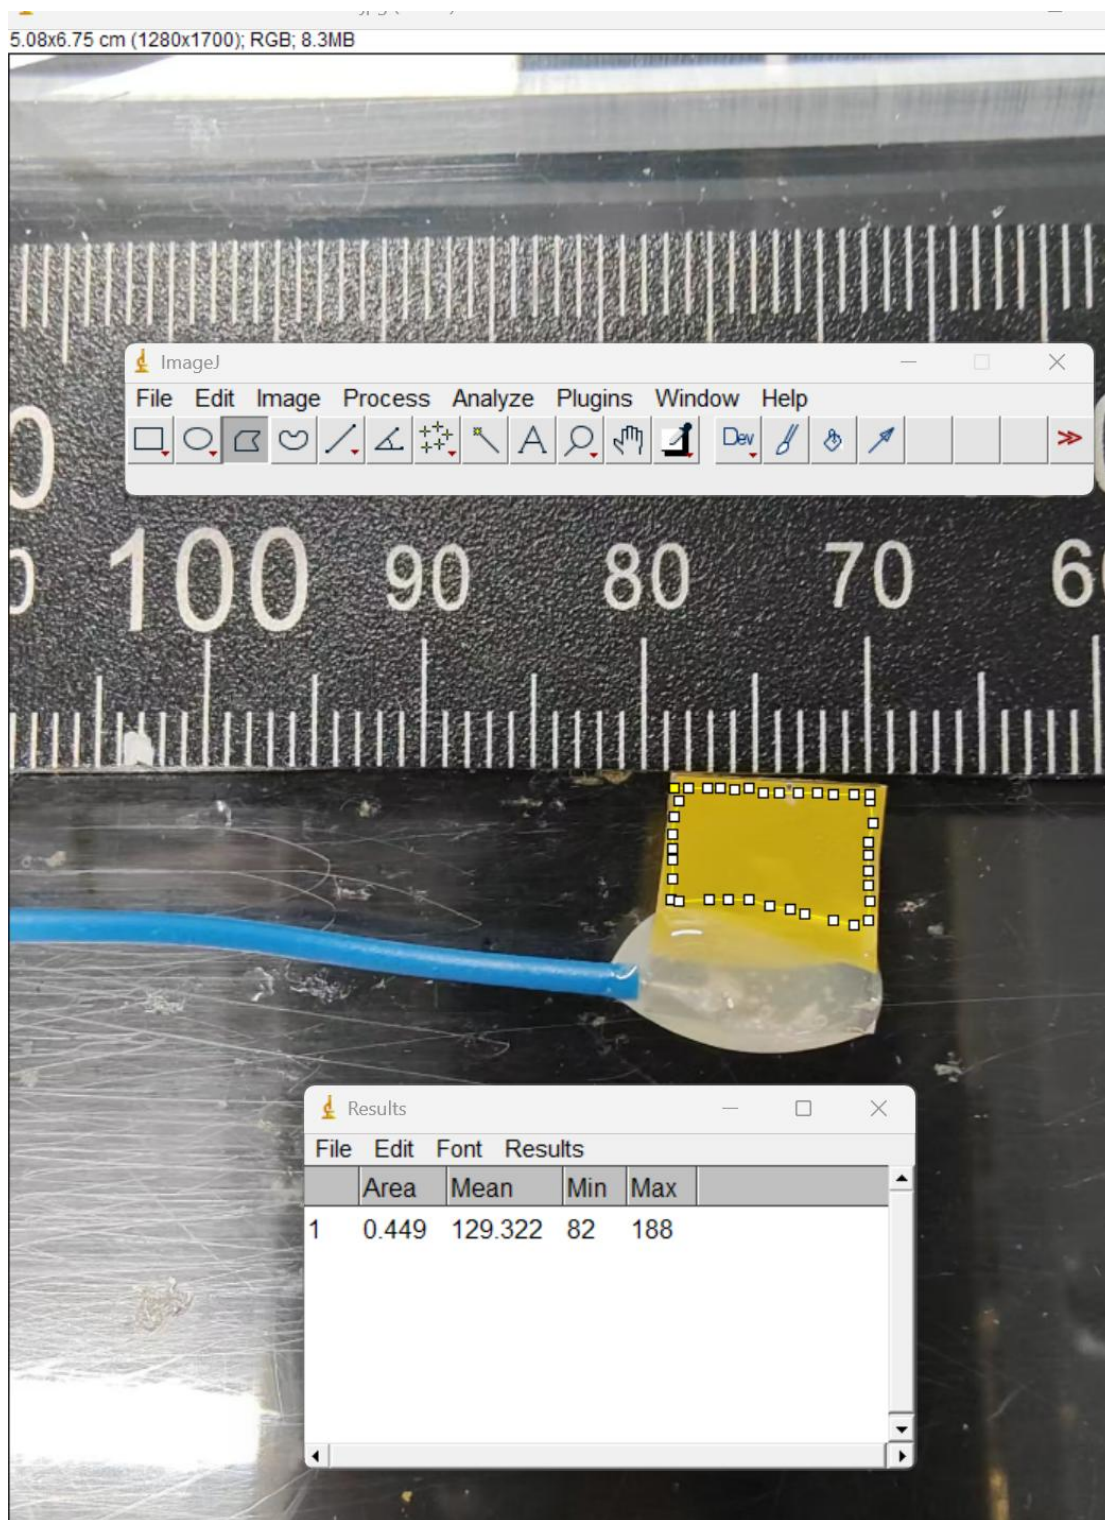 5.08x6.75 cm (1280x1700); RGB; 8.3MB
ImageJ
File Edit Image Process Analyze Plugins Window Help
Dev
0
100 90 80 70 6
Results
File Edit Font Results
Area Mean Min Max
1 0.449 129.322 82 188